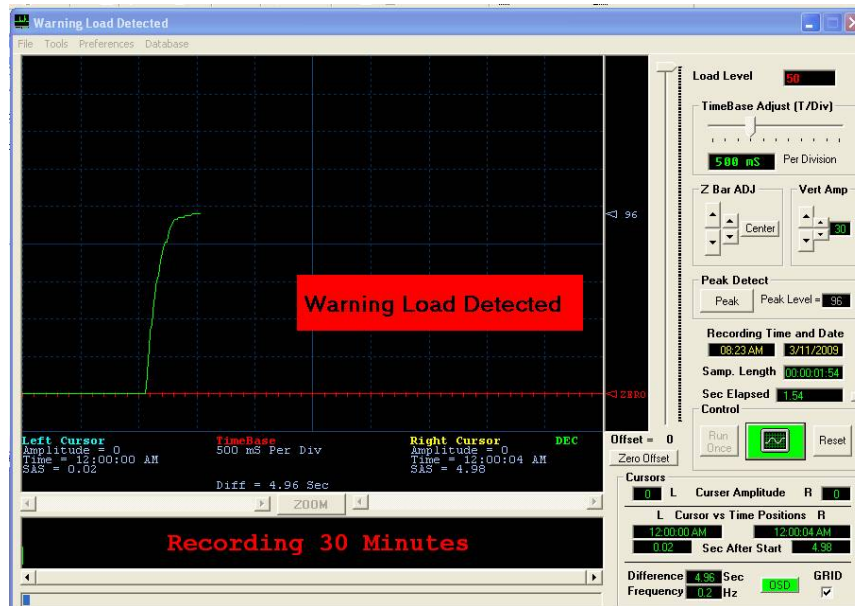 Warning Load Detected
File Tools Preferences Database
Load Level 50
TimeBase Adjust (T/Div)
500 mS Per Division
Z Bar ADJ
Vert Amp
Center
30
96
Peak Detect
Peak Peak Level = 96
Warning Load Detected
Recording Time and Date
08:23 AM 3/11/2009
Samp. Length 00:00:01:54
ZERO
Sec Elapsed 1.54
Control
Run Once
Reset
Left Cursor TimeBase Right Cursor DEC
Amplitude = 0 500 mS Per Div Amplitude = 0
Time = 12:00:00 AM Time = 12:00:04 AM
SAS = 0.02 SAS = 4.98
Diff = 4.96 Sec
Offset = 0
Zero Offset
ZOOM
Cursors
0 L Curser Amplitude R 0
L Cursor vs Time Positions R
12:00:00 AM 12:00:04 AM
0.02 Sec After Start 4.98
Recording 30 Minutes
Difference 4.96 Sec
Frequency 0.2 Hz
OSD
GRID